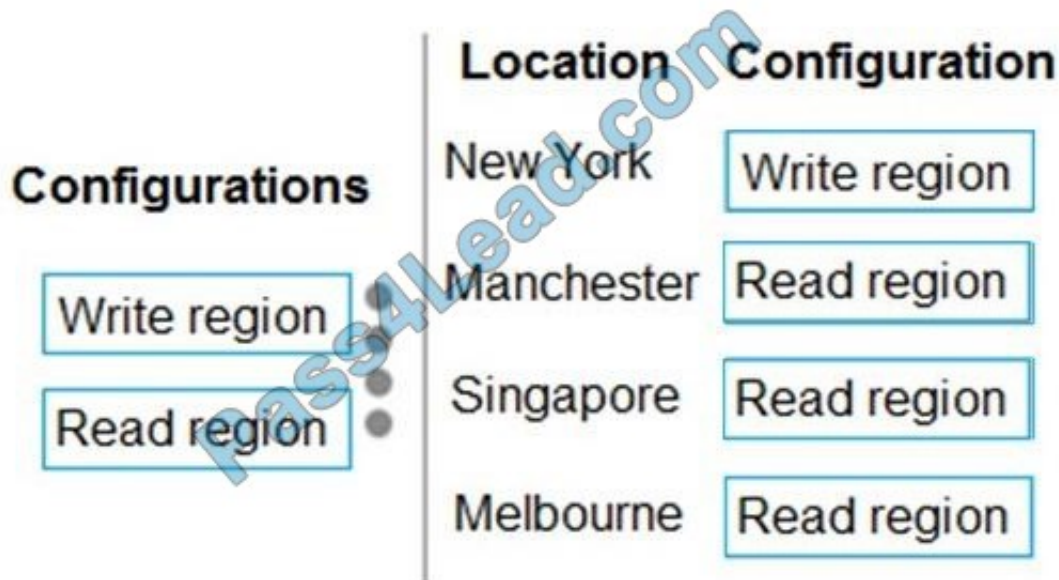 Location Configuration
New York Write region
Configurations
Manchester Read region
Write region
Singapore Read region
Read region
Melbourne Read region
Pass4Lead.com